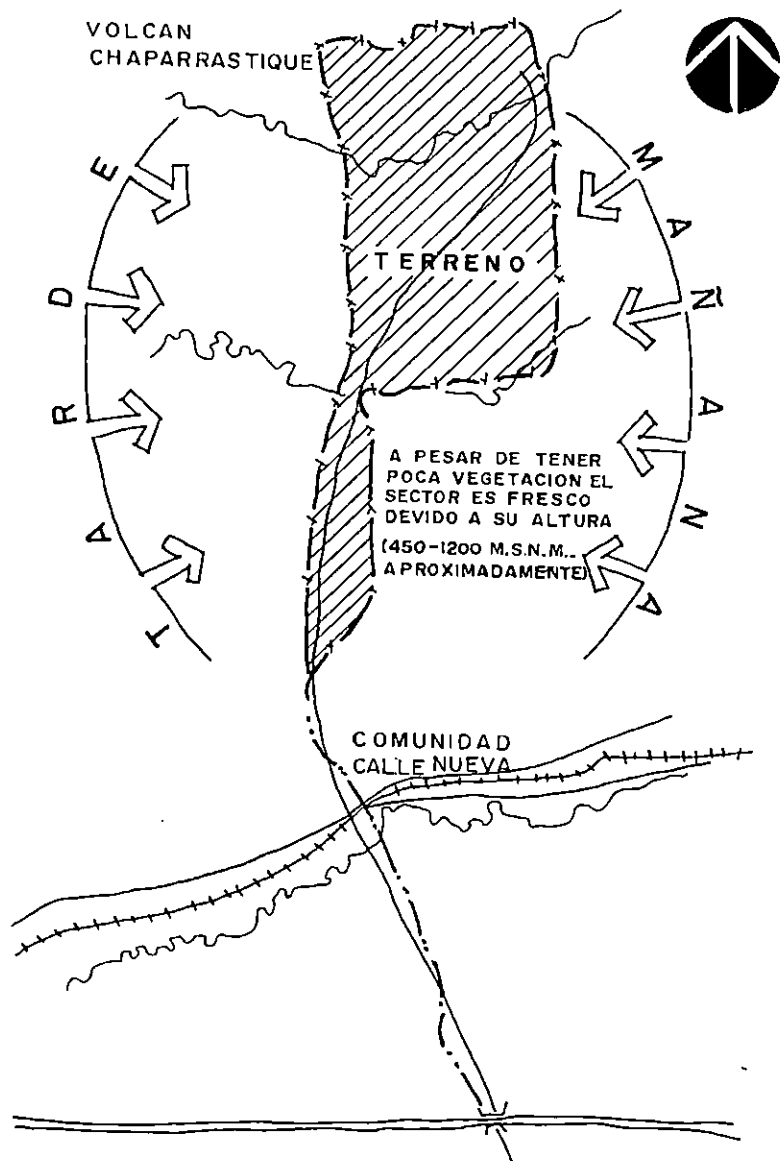 VOLCAN
CHAPARRASTIQUE
TARDE
MAÑANA
TERRENO
A PESAR DE TENER
POCA VEGETACION EL
SECTOR ES FRESCO
DEVIDO A SU ALTURA
(450-1200 M.S.N.M..
APROXIMADAMENTE)
COMUNIDAD
CALLE NUEVA